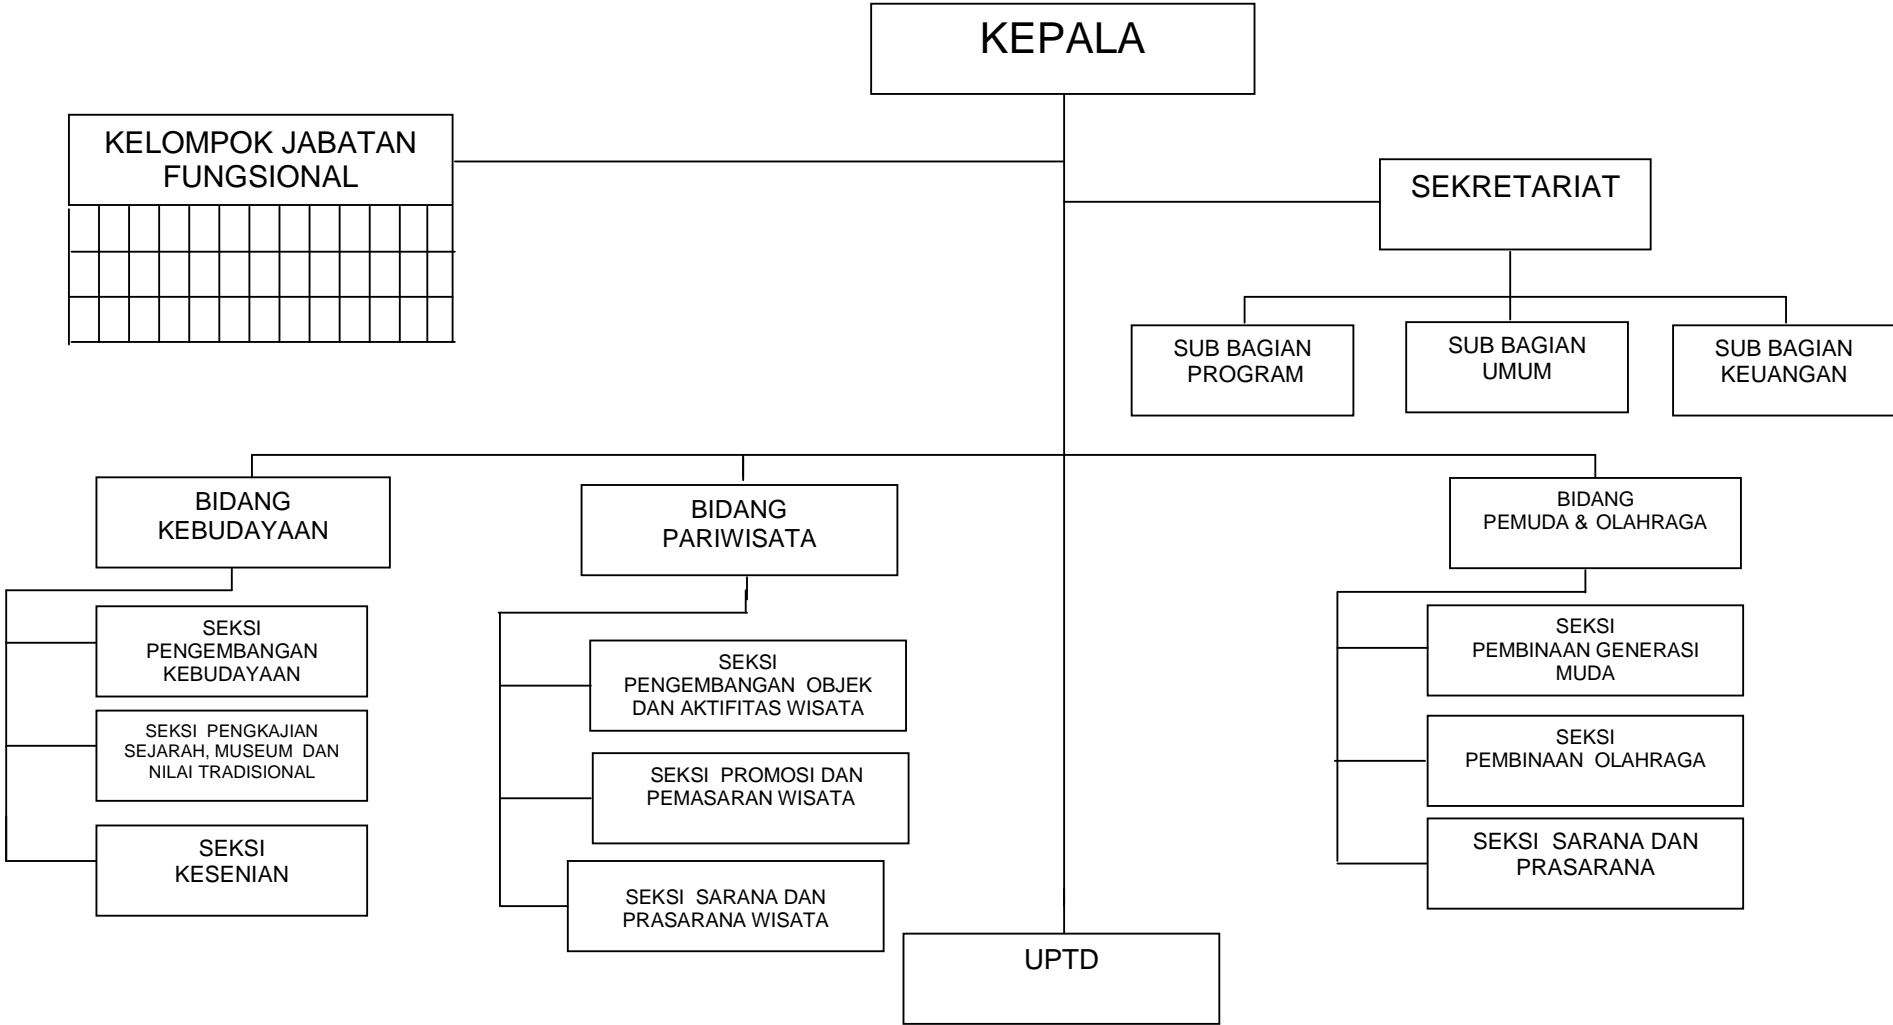 KEPALA
KELOMPOK JABATAN
FUNGSIONAL
SEKRETARIAT
SUB BAGIAN
PROGRAM
SUB BAGIAN
UMUM
SUB BAGIAN
KEUANGAN
BIDANG
KEBUDAYAAN
SEKSI
PENGEMBANGAN
KEBUDAYAAN
SEKSI PENGKAJIAN
SEJARAH, MUSEUM DAN
NILAI TRADISIONAL
SEKSI
KESENIAN
BIDANG
PARIWISATA
SEKSI
PENGEMBANGAN OBJEK
DAN AKTIFITAS WISATA
SEKSI PROMOSI DAN
PEMASARAN WISATA
SEKSI SARANA DAN
PRASARANA WISATA
BIDANG
PEMUDA & OLAHRAGA
SEKSI
PEMBINAAN GENERASI
MUDA
SEKSI
PEMBINAAN OLAHRAGA
SEKSI SARANA DAN
PRASARANA
UPTD